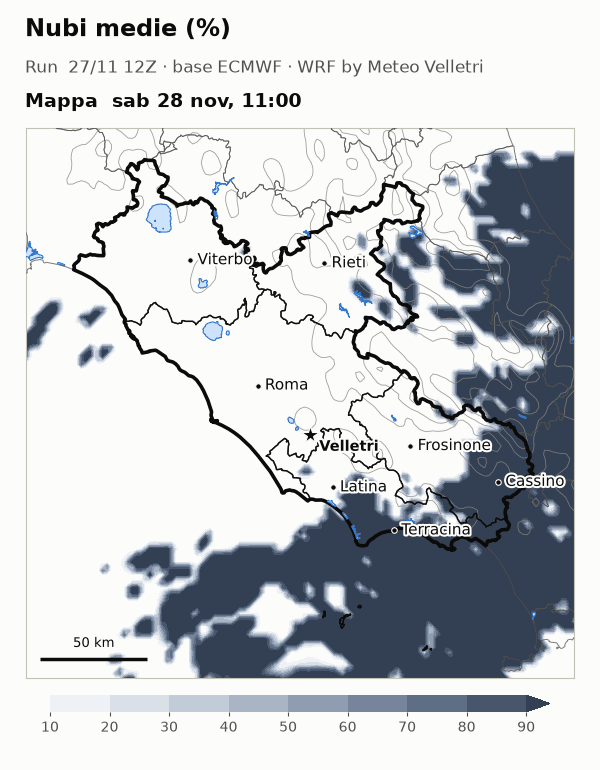 Nubi medie (%)
Run  27/11 12Z · base ECMWF · WRF by Meteo Velletri
Mappa  sab 28 nov, 11:00
Viterbo
Rieti
Roma
Velletri
Frosinone
Cassino
Latina
Terracina
50 km
10 20 30 40 50 60 70 80 90